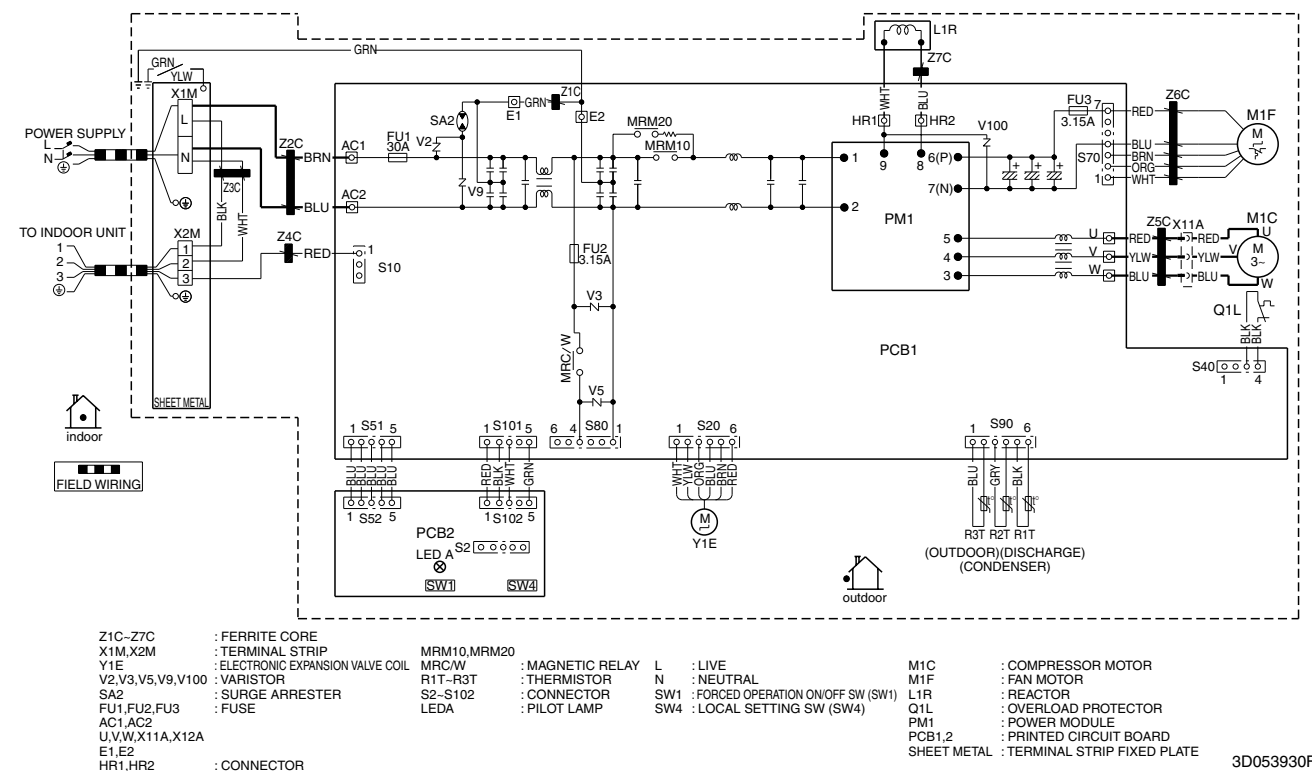 L1R
GRN
Z7C
GRN
YLW
X1M
WHT
BLU
FU3
3.15A
7
Z6C
RED
M1F
M
SA2
E1
GRN
Z1C
E2
MRM20
MRM10
HR1
HR2
V100
POWER SUPPLY
L
N
L
N
Z2C
Z3C
BRN
AC1
FU1
30A
V2
V9
1
9
8
6(P)
7(N)
S70
BLU
BRN
ORG
WHT
1
BLU
AC2
2
PM1
BLK
WHT
TO INDOOR UNIT
1
2
3
X2M
1
2
3
Z4C
RED
1
S10
FU2
3.15A
5
4
3
U
V
W
RED
YLW
BLU
Z5C
X11A
RED
YLW
BLU
M1C
U
V
W
M
3~
Q1L
BLK
BLK
V3
MRC/W
V5
PCB1
S40
1
4
SHEET METAL
indoor
FIELD WIRING
1 S51 5
1 S101 5
6 4 S80 1
1 S20 6
1 S90 6
BLU BLU BLU BLU BLU
RED BLK WHT GRN
WHT YLW ORG BLU BRN RED
BLU GRY BLK
t° t° t°
1 S52 5
1 S102 5
PCB2
LED A
S2
SW1
SW4
M
Y1E
R3T R2T R1T
(OUTDOOR)(DISCHARGE)
(CONDENSER)
outdoor
Z1C~Z7C : FERRITE CORE
X1M,X2M : TERMINAL STRIP
Y1E : ELECTRONIC EXPANSION VALVE COIL
V2,V3,V5,V9,V100 : VARISTOR
SA2 : SURGE ARRESTER
FU1,FU2,FU3 : FUSE
AC1,AC2
U,V,W,X11A,X12A
E1,E2
HR1,HR2 : CONNECTOR
MRM10,MRM20
MRC/W : MAGNETIC RELAY
R1T~R3T : THERMISTOR
S2~S102 : CONNECTOR
LEDA : PILOT LAMP
L : LIVE
N : NEUTRAL
SW1 : FORCED OPERATION ON/OFF SW (SW1)
SW4 : LOCAL SETTING SW (SW4)
M1C : COMPRESSOR MOTOR
M1F : FAN MOTOR
L1R : REACTOR
Q1L : OVERLOAD PROTECTOR
PM1 : POWER MODULE
PCB1,2 : PRINTED CIRCUIT BOARD
SHEET METAL : TERMINAL STRIP FIXED PLATE